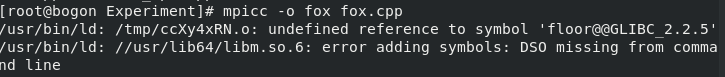 [root@bogon Experiment]# mpicc -o fox fox.cpp
/usr/bin/ld: /tmp/ccXy4xRN.o: undefined reference to symbol 'floor@@GLIBC_2.2.5'
/usr/bin/ld: //usr/lib64/libm.so.6: error adding symbols: DSO missing from comma
nd line